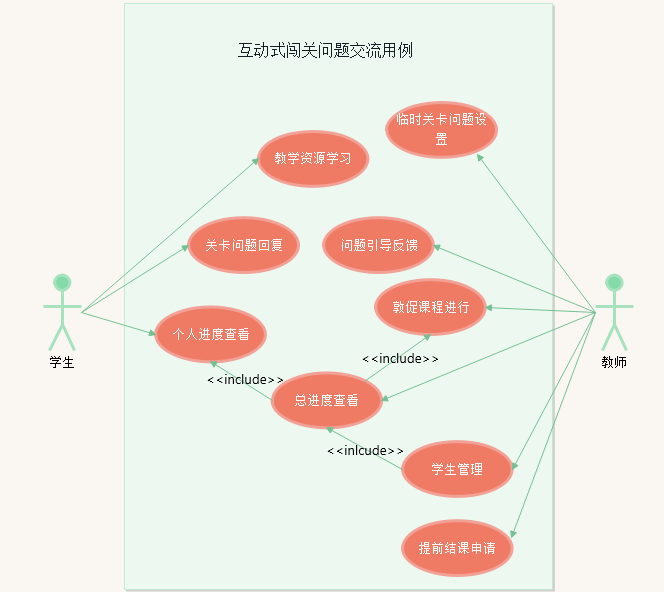 互动式闯关问题交流用例
临时关卡问题设
置
教学资源学习
关卡问题回复
问题引导反馈
敦促课程进行
个人进度查看
<<include>>
学生
教师
<<include>>
总进度查看
<<inlcude>>
学生管理
提前结课申请